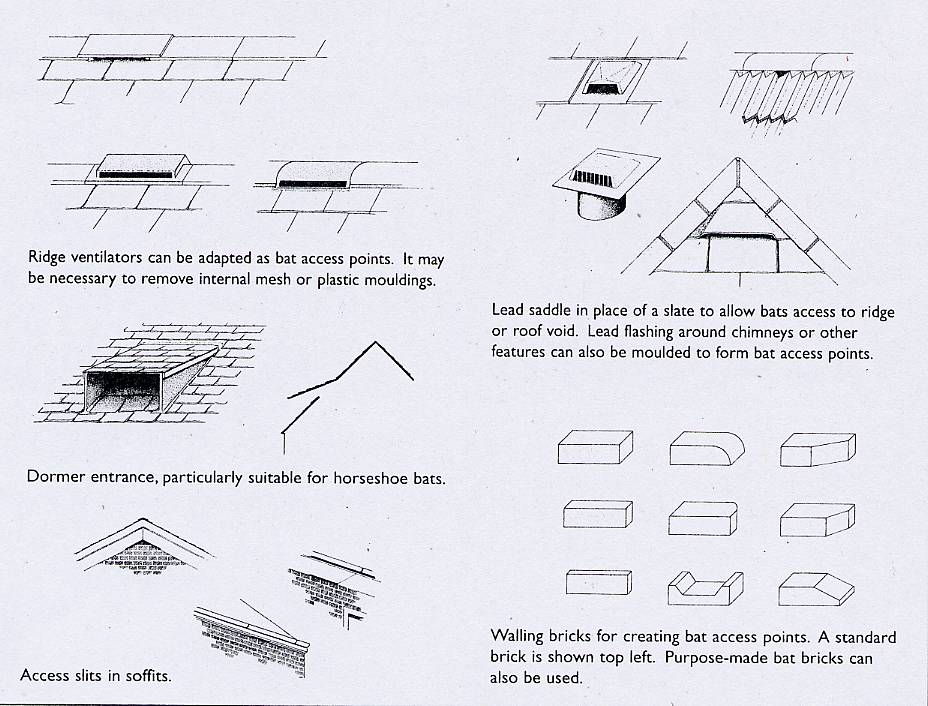 Ridge ventilators can be adapted as bat access points. It may
be necessary to remove internal mesh or plastic mouldings.
Lead saddle in place of a slate to allow bats access to ridge
or roof void. Lead flashing around chimneys or other
features can also be moulded to form bat access points.
Dormer entrance, particularly suitable for horseshoe bats.
Access slits in soffits.
Walling bricks for creating bat access points. A standard
brick is shown top left. Purpose-made bat bricks can
also be used.